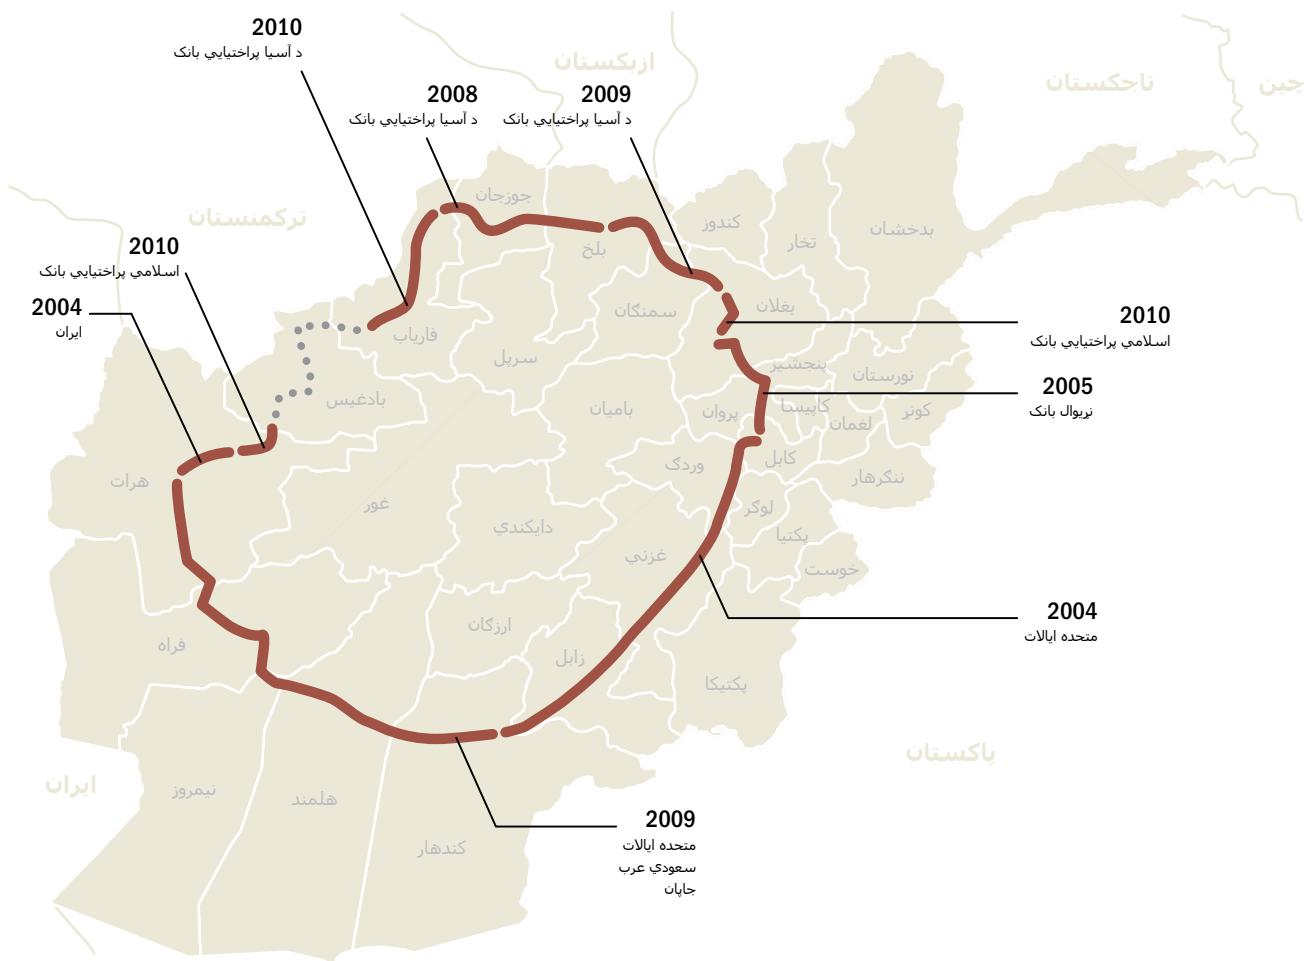 2010
د آسیا پراختیایي بانک
2008
د آسیا پراختیایي بانک
2009
د آسیا پراختیایي بانک
ازبکستان
تاجکستان
چین
ترکمنستان
2010
اسلامي پراختیایي بانک
2004
ایران
جوزجان
بلخ
کندوز
تخار
بدخشان
بغلان
سمنګان
فاریاب
سرپل
پنجشیر
نورستان
کونړ
کاپیسا
لغمان
پروان
بامیان
بادغیس
2010
اسلامي پراختیایي بانک
2005
نړیوال بانک
هرات
غور
دایکندي
وردګ
کابل
ننګرهار
لوګر
پکتیا
خوست
غزني
2004
متحده ایالات
فراه
ارزګان
زابل
پکتیکا
پاکستان
ایران
نیمروز
هلمند
کندهار
2009
متحده ایالات
سعودي عرب
جاپان